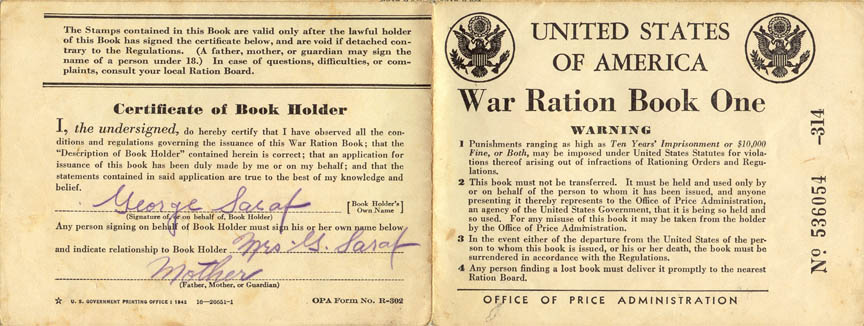 The Stamps contained in this Book are valid only after the lawful holder
of this Book has signed the certificate below, and are void if detached con-
trary to the Regulations. (A father, mother, or guardian may sign the
name of a person under 18.) In case of questions, difficulties, or com-
plaints, consult your local Ration Board.
Certificate of Book Holder
I, the undersigned, do hereby certify that I have observed all the con-
ditions and regulations governing the issuance of this War Ration Book; that the
"Description of Book Holder" contained herein is correct; that an application for
issuance of this book has been duly made by me or on my behalf; and that the
statements contained in said application are true to the best of my knowledge and
belief.
George Saraf
[Book Holder's Own Name]
(Signature of, or on behalf of, Book Holder)
Any person signing on behalf of Book Holder must sign his or her own name below
and indicate relationship to Book Holder Mrs G. Saraf
Mother
(Father, Mother, or Guardian)
☆ U. S. GOVERNMENT PRINTING OFFICE : 1942 16—26651-1 OPA Form No. R-302
UNITED STATES
OF AMERICA
War Ration Book One
WARNING
1 Punishments ranging as high as Ten Years' Imprisonment or $10,000
Fine, or Both, may be imposed under United States Statutes for viola-
tions thereof arising out of infractions of Rationing Orders and Regu-
lations.
2 This book must not be transferred. It must be held and used only by
or on behalf of the person to whom it has been issued, and anyone
presenting it thereby represents to the Office of Price Administration,
an agency of the United States Government, that it is being so held and
so used. For any misuse of this book it may be taken from the holder
by the Office of Price Administration.
3 In the event either of the departure from the United States of the per-
son to whom this book is issued, or his or her death, the book must be
surrendered in accordance with the Regulations.
4 Any person finding a lost book must deliver it promptly to the nearest
Ration Board.
OFFICE OF PRICE ADMINISTRATION
Nº 536054 -314